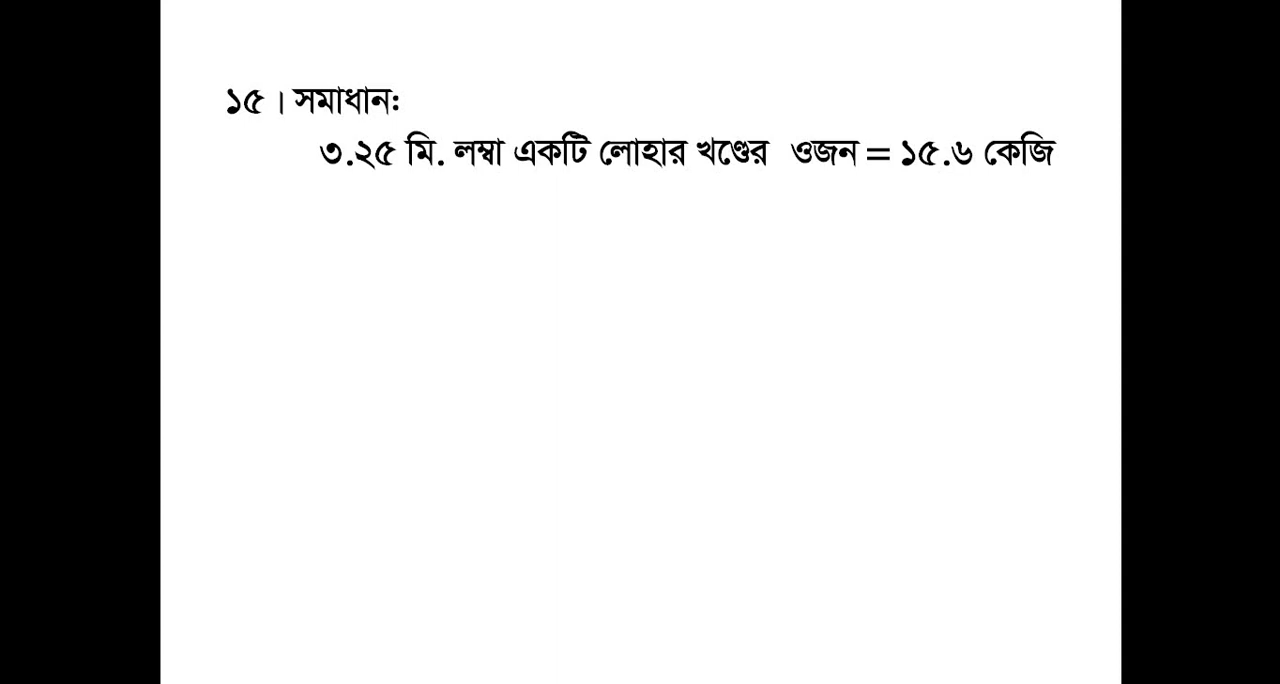 ১৫। সমাধানঃ
৩.২৫ মি. লম্বা একটি লোহার খণ্ডের ওজন = ১৫.৬ কেজি